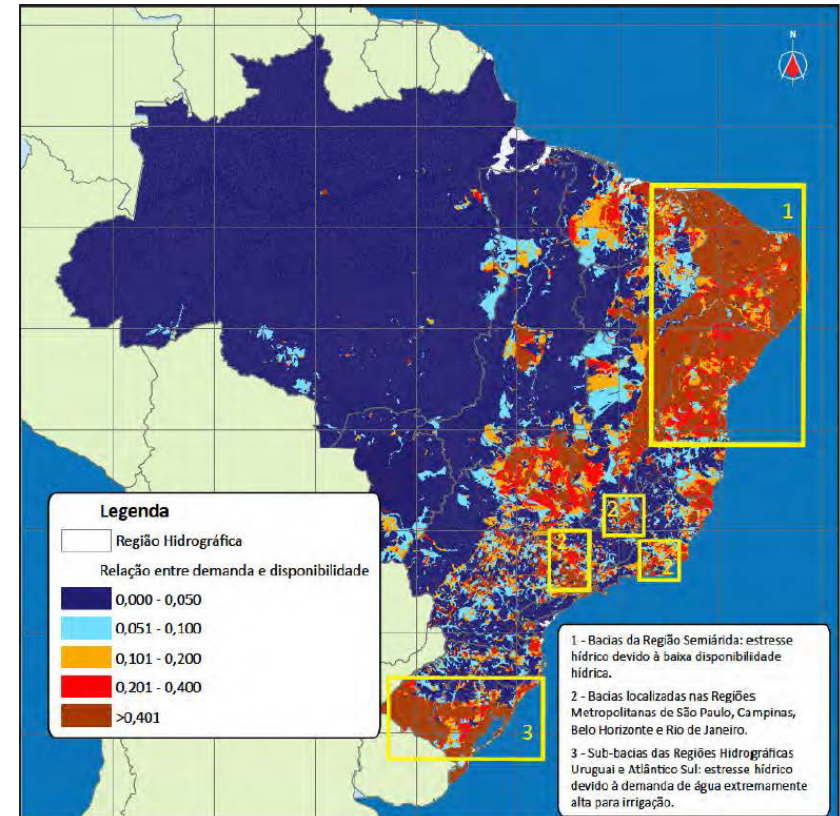 N
1
2
2
2
3
Legenda
Região Hidrográfica
Relação entre demanda e disponibilidade
0,000 - 0,050
0,051 - 0,100
0,101 - 0,200
0,201 - 0,400
>0,401
1 - Bacias da Região Semiárida: estresse
hídrico devido à baixa disponibilidade
hídrica.
2 - Bacias localizadas nas Regiões
Metropolitanas de São Paulo, Campinas,
Belo Horizonte e Rio de Janeiro.
3 - Sub-bacias das Regiões Hidrográficas
Uruguai e Atlântico Sul: estresse hídrico
devido à demanda de água extremamente
alta para irrigação.